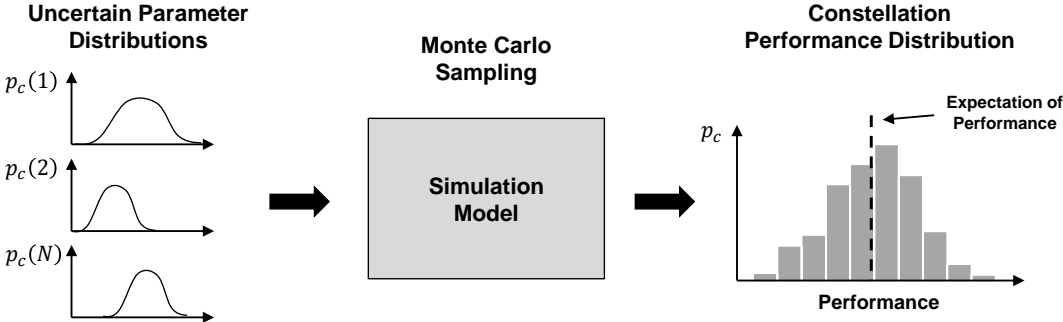 Uncertain Parameter
Distributions
p_c(1)
p_c(2)
p_c(N)
Monte Carlo
Sampling
Simulation
Model
Constellation
Performance Distribution
Expectation of
Performance
p_c
Performance